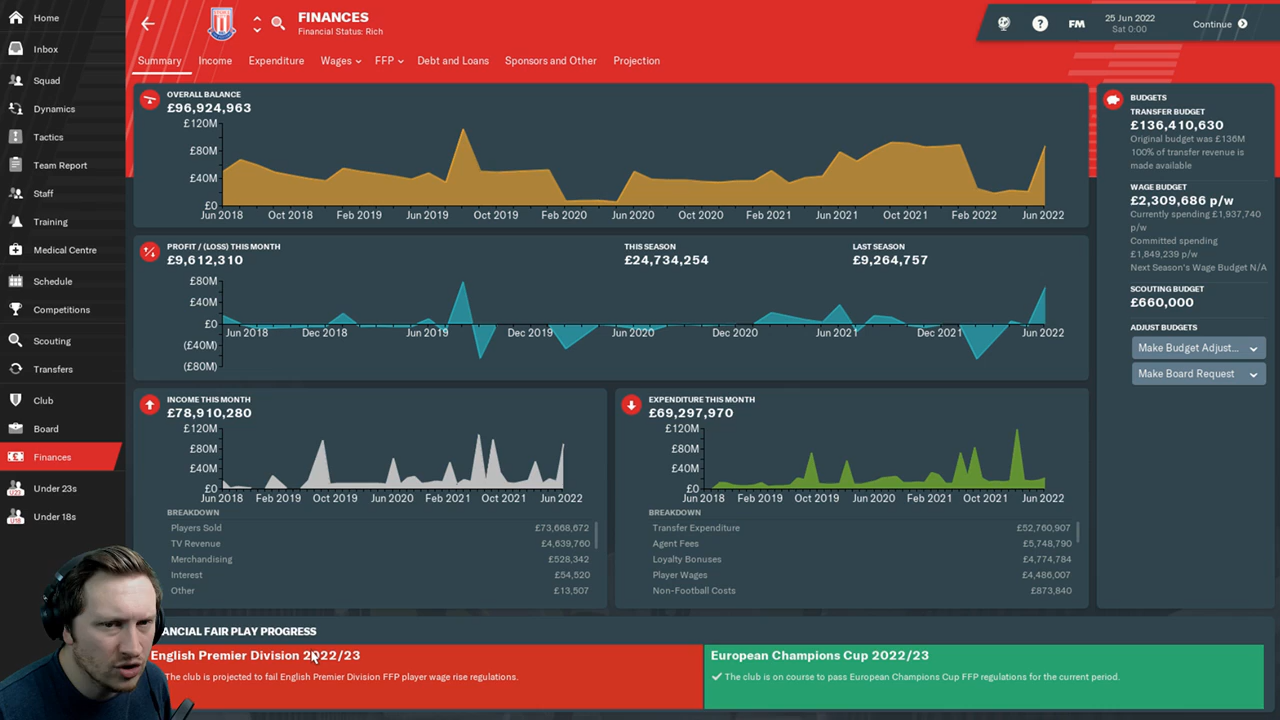 Home
Inbox
Squad
Dynamics
Tactics
Team Report
Staff
Training
Medical Centre
Schedule
Competitions
Scouting
Transfers
Club
Board
Finances
U23
Under 23s
U18
Under 18s
FINANCES
Financial Status: Rich
?
FM
25 Jun 2022
Sat 0:00
Continue
Summary
Income
Expenditure
Wages
FFP
Debt and Loans
Sponsors and Other
Projection
OVERALL BALANCE
£96,924,963
£120M
£80M
£40M
£0
Jun 2018 Oct 2018 Feb 2019 Jun 2019 Oct 2019 Feb 2020 Jun 2020 Oct 2020 Feb 2021 Jun 2021 Oct 2021 Feb 2022 Jun 2022
PROFIT / (LOSS) THIS MONTH
£9,612,310
THIS SEASON
£24,734,254
LAST SEASON
£9,264,757
£80M
£40M
£0
(£40M)
(£80M)
Jun 2018 Dec 2018 Jun 2019 Dec 2019 Jun 2020 Dec 2020 Jun 2021 Dec 2021 Jun 2022
INCOME THIS MONTH
£78,910,280
£120M
£80M
£40M
£0
Jun 2018 Feb 2019 Oct 2019 Jun 2020 Feb 2021 Oct 2021 Jun 2022
BREAKDOWN
Players Sold £73,668,672
TV Revenue £4,639,760
Merchandising £528,342
Interest £54,520
Other £13,507
EXPENDITURE THIS MONTH
£69,297,970
£120M
£80M
£40M
£0
Jun 2018 Feb 2019 Oct 2019 Jun 2020 Feb 2021 Oct 2021 Jun 2022
BREAKDOWN
Transfer Expenditure £52,760,907
Agent Fees £5,748,790
Loyalty Bonuses £4,774,784
Player Wages £4,486,007
Non-Football Costs £873,840
BUDGETS
TRANSFER BUDGET
£136,410,630
Original budget was £136M
100% of transfer revenue is
made available
WAGE BUDGET
£2,309,686 p/w
Currently spending £1,937,740
p/w
Committed spending
£1,849,239 p/w
Next Season's Wage Budget N/A
SCOUTING BUDGET
£660,000
ADJUST BUDGETS
Make Budget Adjust...
Make Board Request
ANCIAL FAIR PLAY PROGRESS
English Premier Division 2022/23
The club is projected to fail English Premier Division FFP player wage rise regulations.
European Champions Cup 2022/23
The club is on course to pass European Champions Cup FFP regulations for the current period.